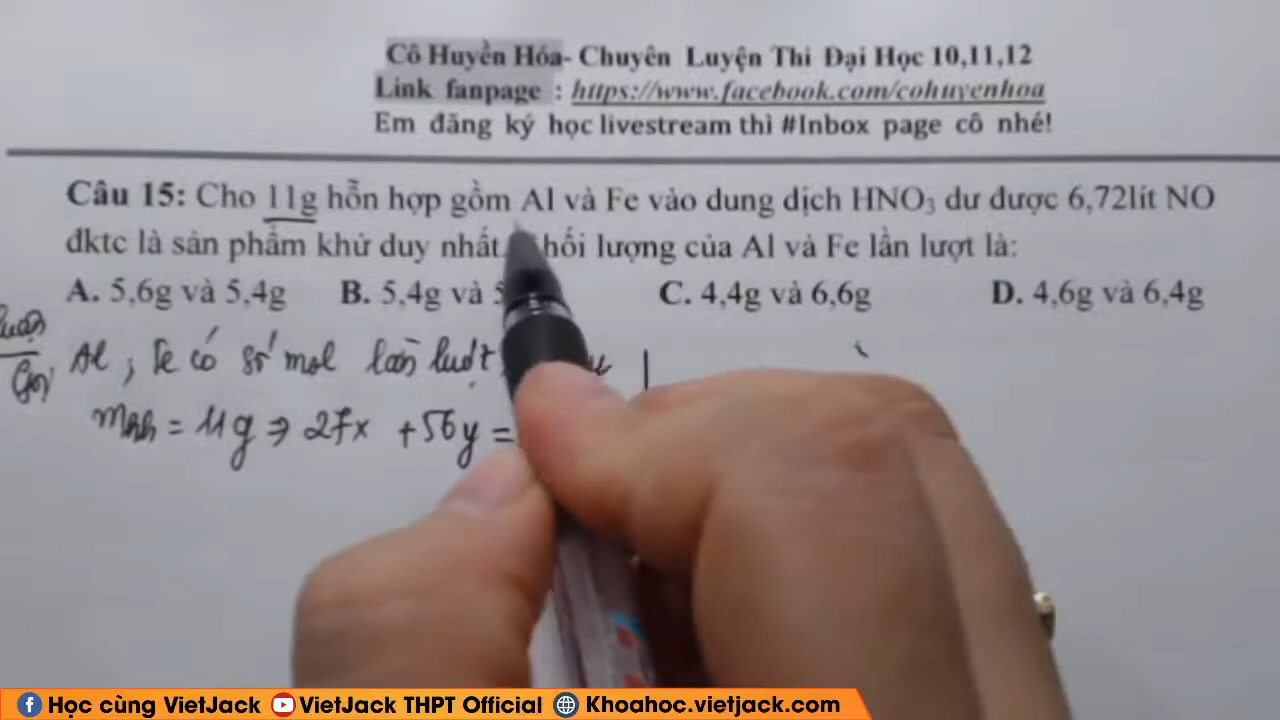 Cô Huyền Hóa- Chuyên Luyện Thi Đại Học 10,11,12
Link fanpage : https://www.facebook.com/cohuyenhoa
Em đăng ký học livestream thì #Inbox page cô nhé!
Câu 15: Cho 11g hỗn hợp gồm Al và Fe vào dung dịch HNO₃ dư được 6,72lít NO
đktc là sản phẩm khử duy nhất. hối lượng của Al và Fe lần lượt là:
A. 5,6g và 5,4g B. 5,4g và 5 C. 4,4g và 6,6g D. 4,6g và 6,4g
Al, Fe có số mol lần lượt
mhh = 11g => 27x + 56y =
Học cùng VietJack VietJack THPT Official Khoahoc.vietjack.com